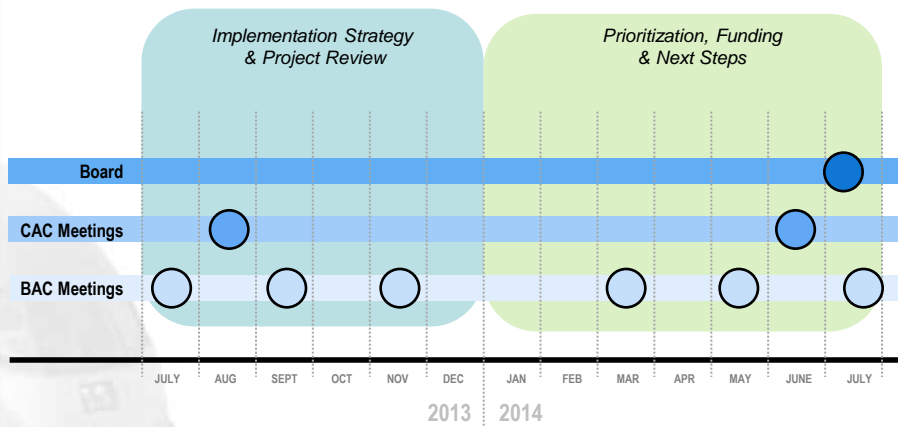 Implementation Strategy
& Project Review
Prioritization, Funding
& Next Steps
Board
CAC Meetings
BAC Meetings
JULY AUG SEPT OCT NOV DEC JAN FEB MAR APR MAY JUNE JULY
2013 2014